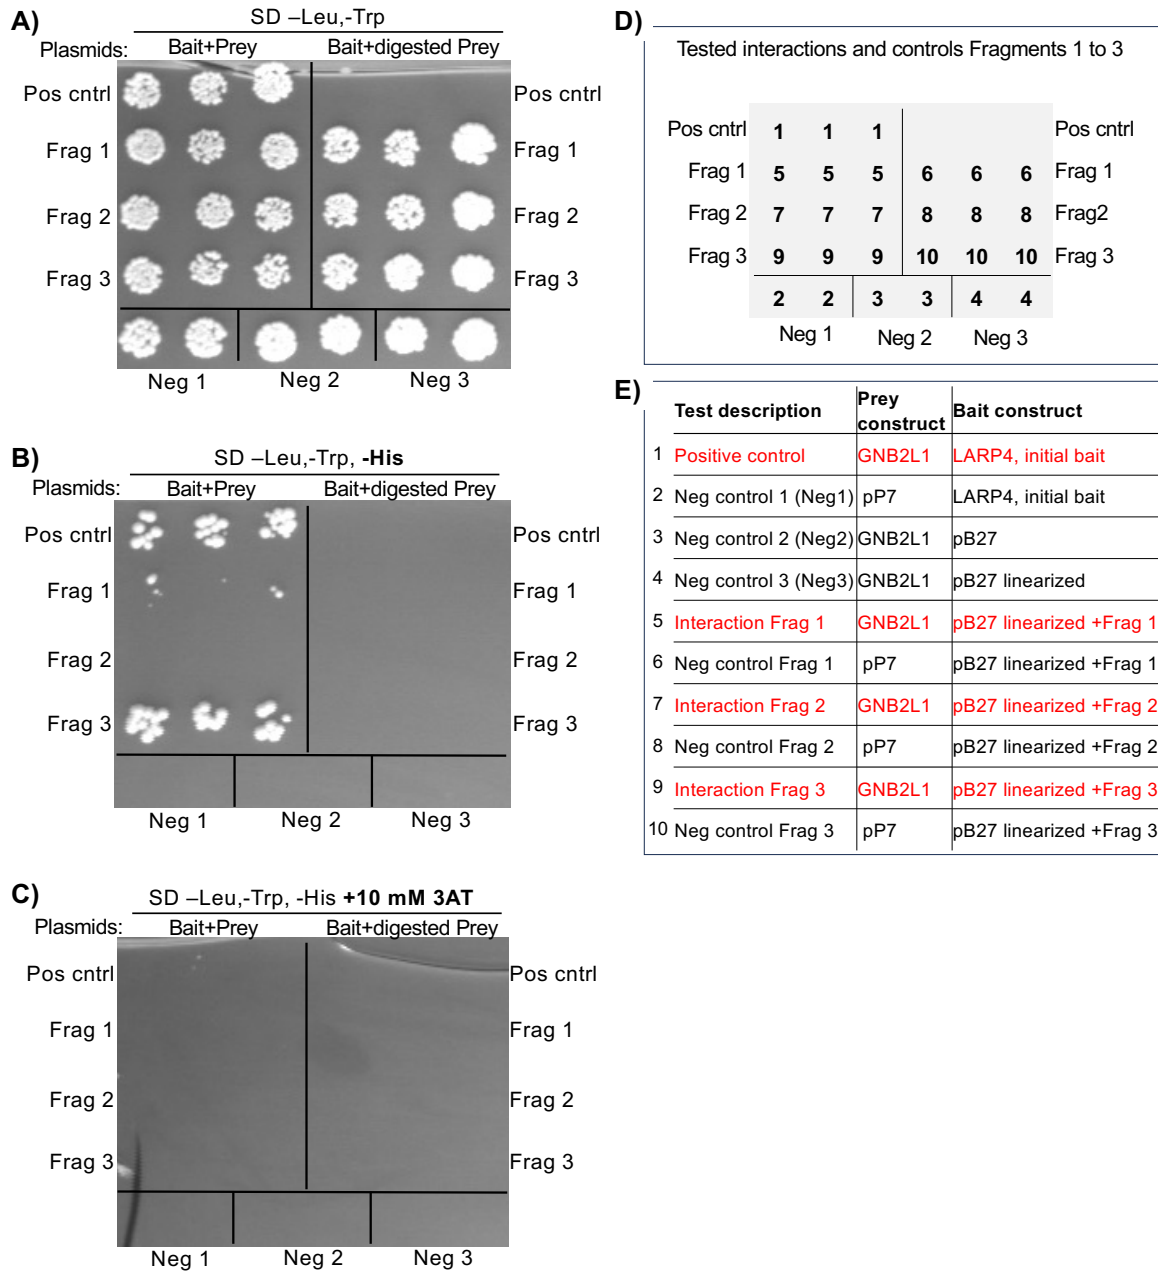 A)
SD –Leu,-Trp
Plasmids: Bait+Prey Bait+digested Prey
Pos cntrl Pos cntrl
Frag 1 Frag 1
Frag 2 Frag 2
Frag 3 Frag 3
Neg 1 Neg 2 Neg 3
B)
SD –Leu,-Trp, -His
Plasmids: Bait+Prey Bait+digested Prey
Pos cntrl Pos cntrl
Frag 1 Frag 1
Frag 2 Frag 2
Frag 3 Frag 3
Neg 1 Neg 2 Neg 3
C)
SD –Leu,-Trp, -His +10 mM 3AT
Plasmids: Bait+Prey Bait+digested Prey
Pos cntrl Pos cntrl
Frag 1 Frag 1
Frag 2 Frag 2
Frag 3 Frag 3
Neg 1 Neg 2 Neg 3
D)
Tested interactions and controls Fragments 1 to 3
Pos cntrl 1 1 1 Pos cntrl
Frag 1 5 5 5 6 6 6 Frag 1
Frag 2 7 7 7 8 8 8 Frag2
Frag 3 9 9 9 10 10 10 Frag 3
2 2 3 3 4 4
Neg 1 Neg 2 Neg 3
E)
Test description Prey construct Bait construct
1 Positive control GNB2L1 LARP4, initial bait
2 Neg control 1 (Neg1) pP7 LARP4, initial bait
3 Neg control 2 (Neg2) GNB2L1 pB27
4 Neg control 3 (Neg3) GNB2L1 pB27 linearized
5 Interaction Frag 1 GNB2L1 pB27 linearized +Frag 1
6 Neg control Frag 1 pP7 pB27 linearized +Frag 1
7 Interaction Frag 2 GNB2L1 pB27 linearized +Frag 2
8 Neg control Frag 2 pP7 pB27 linearized +Frag 2
9 Interaction Frag 3 GNB2L1 pB27 linearized +Frag 3
10 Neg control Frag 3 pP7 pB27 linearized +Frag 3